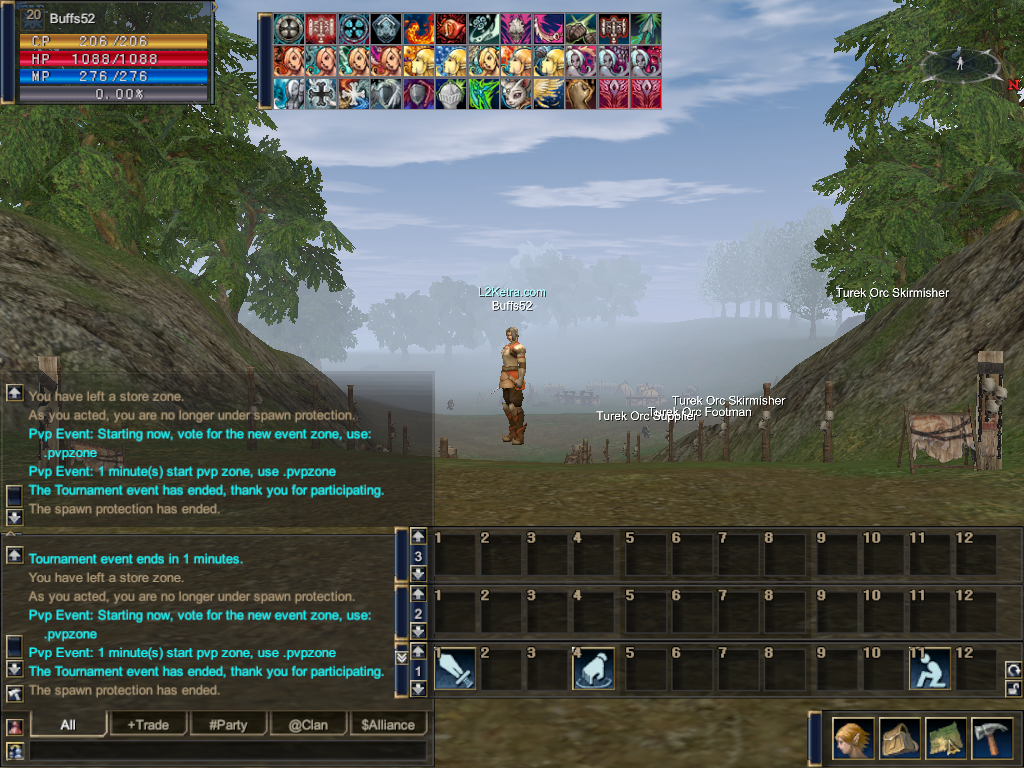 20 Buffs52
CP 206/206
HP 1088/1088
MP 276/276
0.00%
N
L2Ketra.com
Buffs52
Turek Orc Skirmisher
Turek Orc Skirmisher
Turek Orc Footman
Turek Orc Supplier
You have left a store zone.
As you acted, you are no longer under spawn protection.
Pvp Event: Starting now, vote for the new event zone, use:
.pvpzone
Pvp Event: 1 minute(s) start pvp zone, use .pvpzone
The Tournament event has ended, thank you for participating.
The spawn protection has ended.
Tournament event ends in 1 minutes.
You have left a store zone.
As you acted, you are no longer under spawn protection.
Pvp Event: Starting now, vote for the new event zone, use:
.pvpzone
Pvp Event: 1 minute(s) start pvp zone, use .pvpzone
The Tournament event has ended, thank you for participating.
The spawn protection has ended.
3 1 2 3 4 5 6 7 8 9 10 11 12
2 1 2 3 4 5 6 7 8 9 10 11 12
1 1 2 3 4 5 6 7 8 9 10 11 12
All +Trade #Party @Clan $Alliance